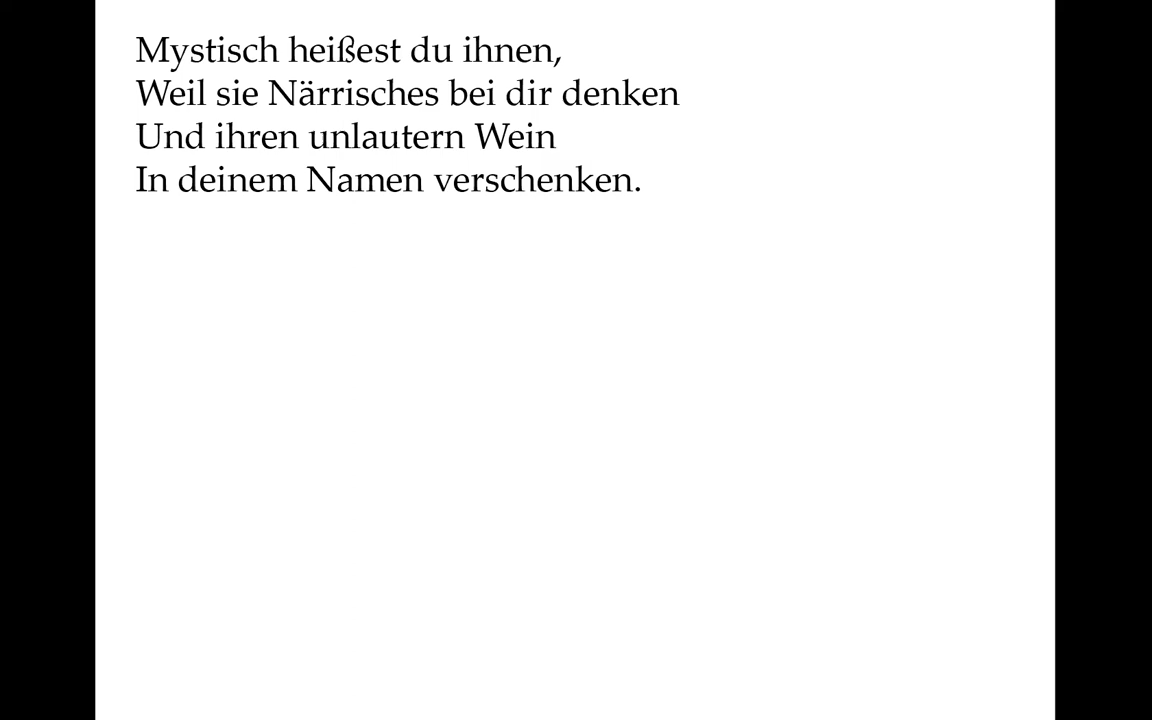 Mystisch heißest du ihnen,
Weil sie Närrisches bei dir denken
Und ihren unlautern Wein
In deinem Namen verschenken.